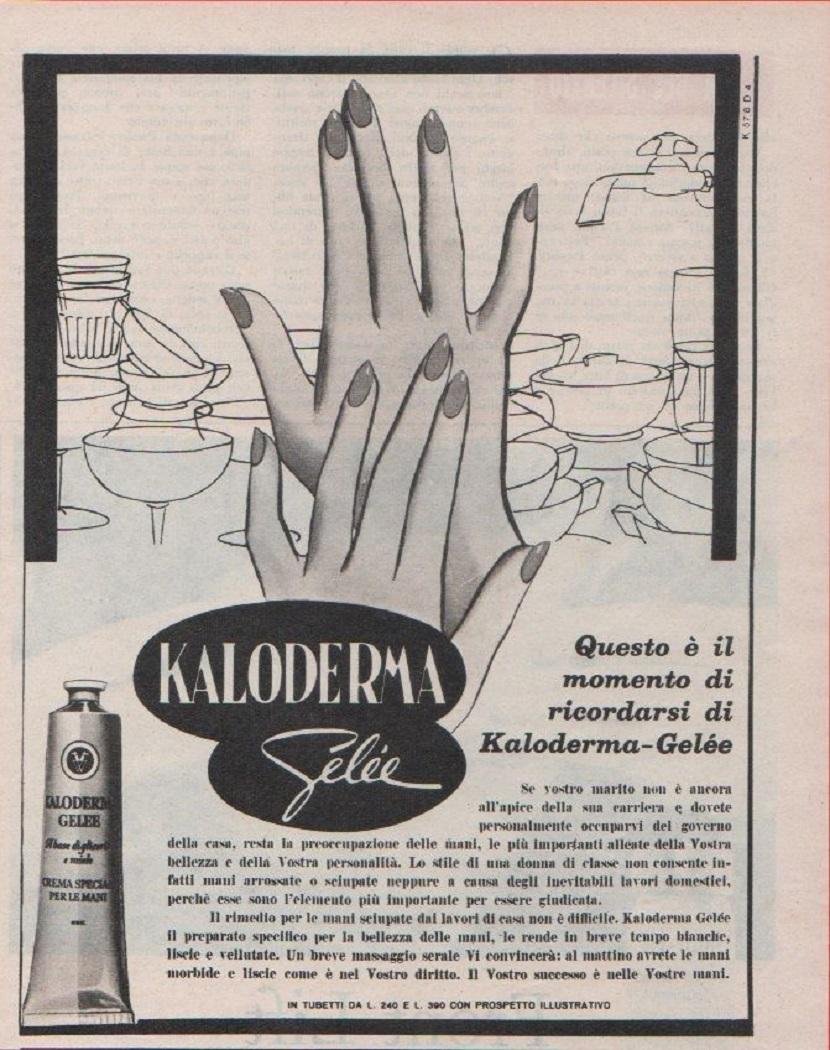 K 578 D 4
KALODERMA
Gelée
Questo è il
momento di
ricordarsi di
Kaloderma-Gelée
Se vostro marito non è ancora
all'apice della sua carriera e dovete
personalmente occuparvi del governo
della casa, resta la preoccupazione delle mani, le più importanti alleate della Vostra
bellezza e della Vostra personalità. Lo stile di una donna di classe non consente in-
fatti mani arrossate o sciupate neppure a causa degli inevitabili lavori domestici,
perchè esse sono l'elemento più importante per essere giudicata.
Il rimedio per le mani sciupate dai lavori di casa non è difficile. Kaloderma Gelée
il preparato specifico per la bellezza delle mani, le rende in breve tempo bianche,
liscie e vellutate. Un breve massaggio serale Vi convincerà: al mattino avrete le mani
morbide e liscie come è nel Vostro diritto. Il Vostro successo è nelle Vostre mani.
IN TUBETTI DA L. 240 E L. 390 CON PROSPETTO ILLUSTRATIVO
KALODERMA
GELEE
A base di glicerina
e miele
CREMA SPECIALE
PER LE MANI